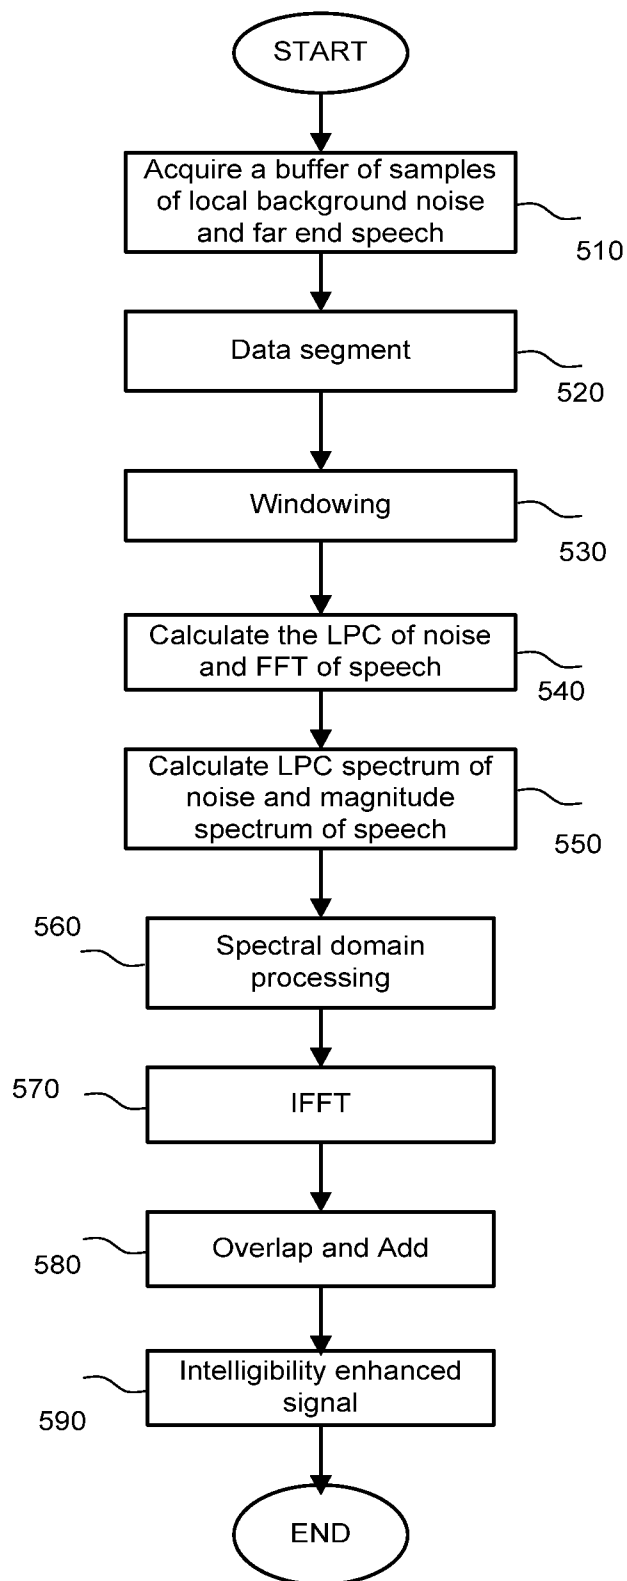 START
Acquire a buffer of samples
of local background noise
and far end speech
510
Data segment
520
Windowing
530
Calculate the LPC of noise
and FFT of speech
540
Calculate LPC spectrum of
noise and magnitude
spectrum of speech
550
560
Spectral domain
processing
570
IFFT
Overlap and Add
580
Intelligibility enhanced
signal
590
END